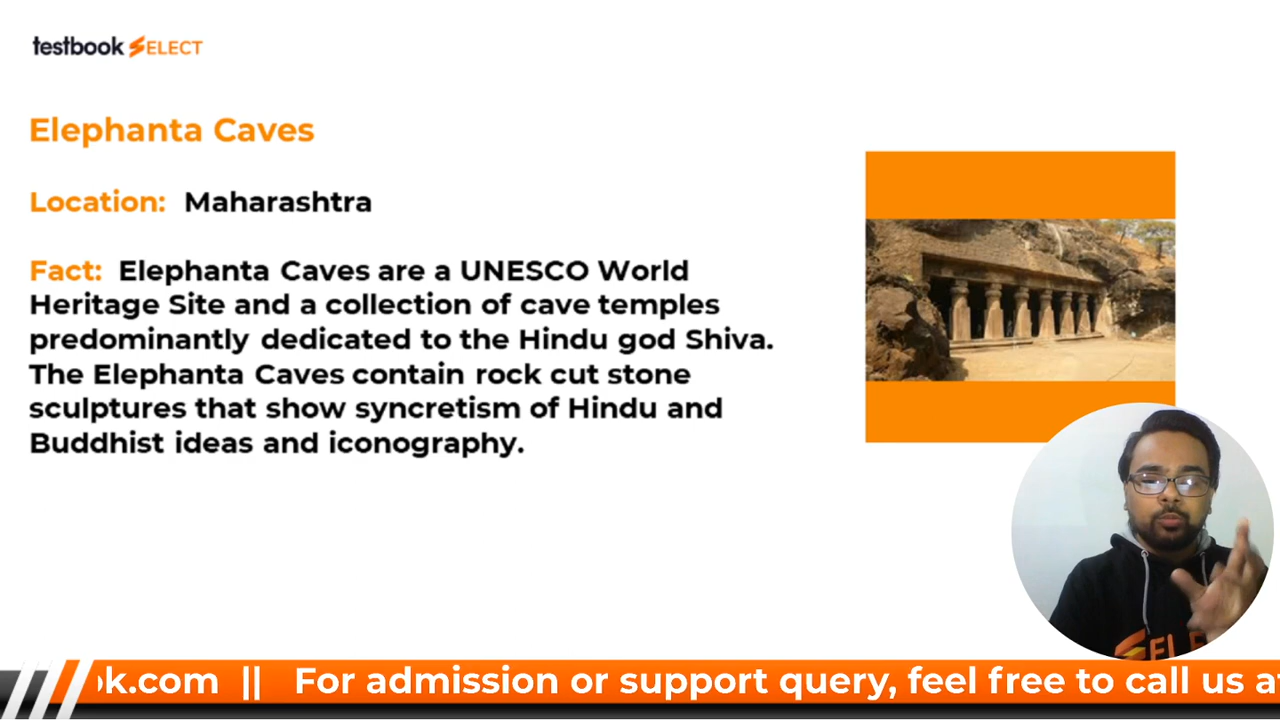 testbook SELECT
Elephanta Caves
Location: Maharashtra
Fact: Elephanta Caves are a UNESCO World
Heritage Site and a collection of cave temples
predominantly dedicated to the Hindu god Shiva.
The Elephanta Caves contain rock cut stone
sculptures that show syncretism of Hindu and
Buddhist ideas and iconography.
SELE
k.com || For admission or support query, feel free to call us at